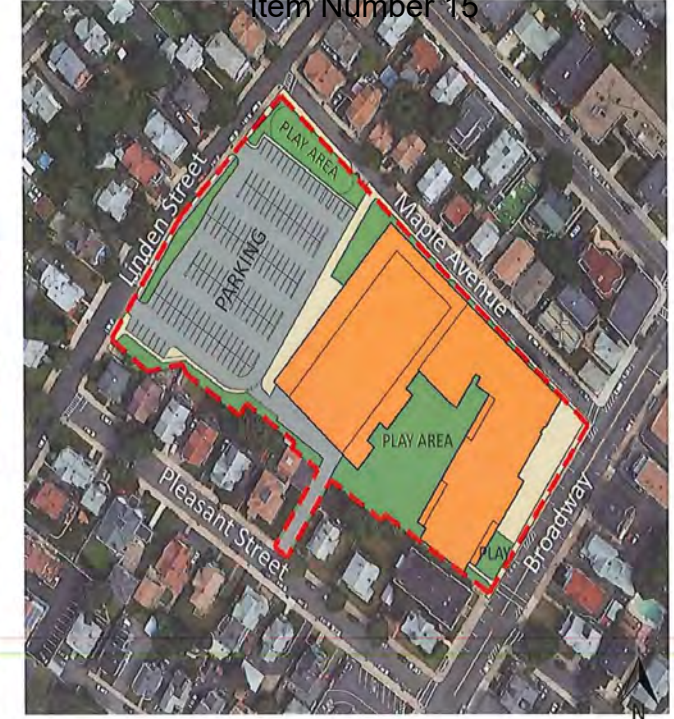 Item Number 15
PLAY AREA
Linden Street
Maple Avenue
PARKING
PLAY AREA
Pleasant Street
PLAY
Broadway
N